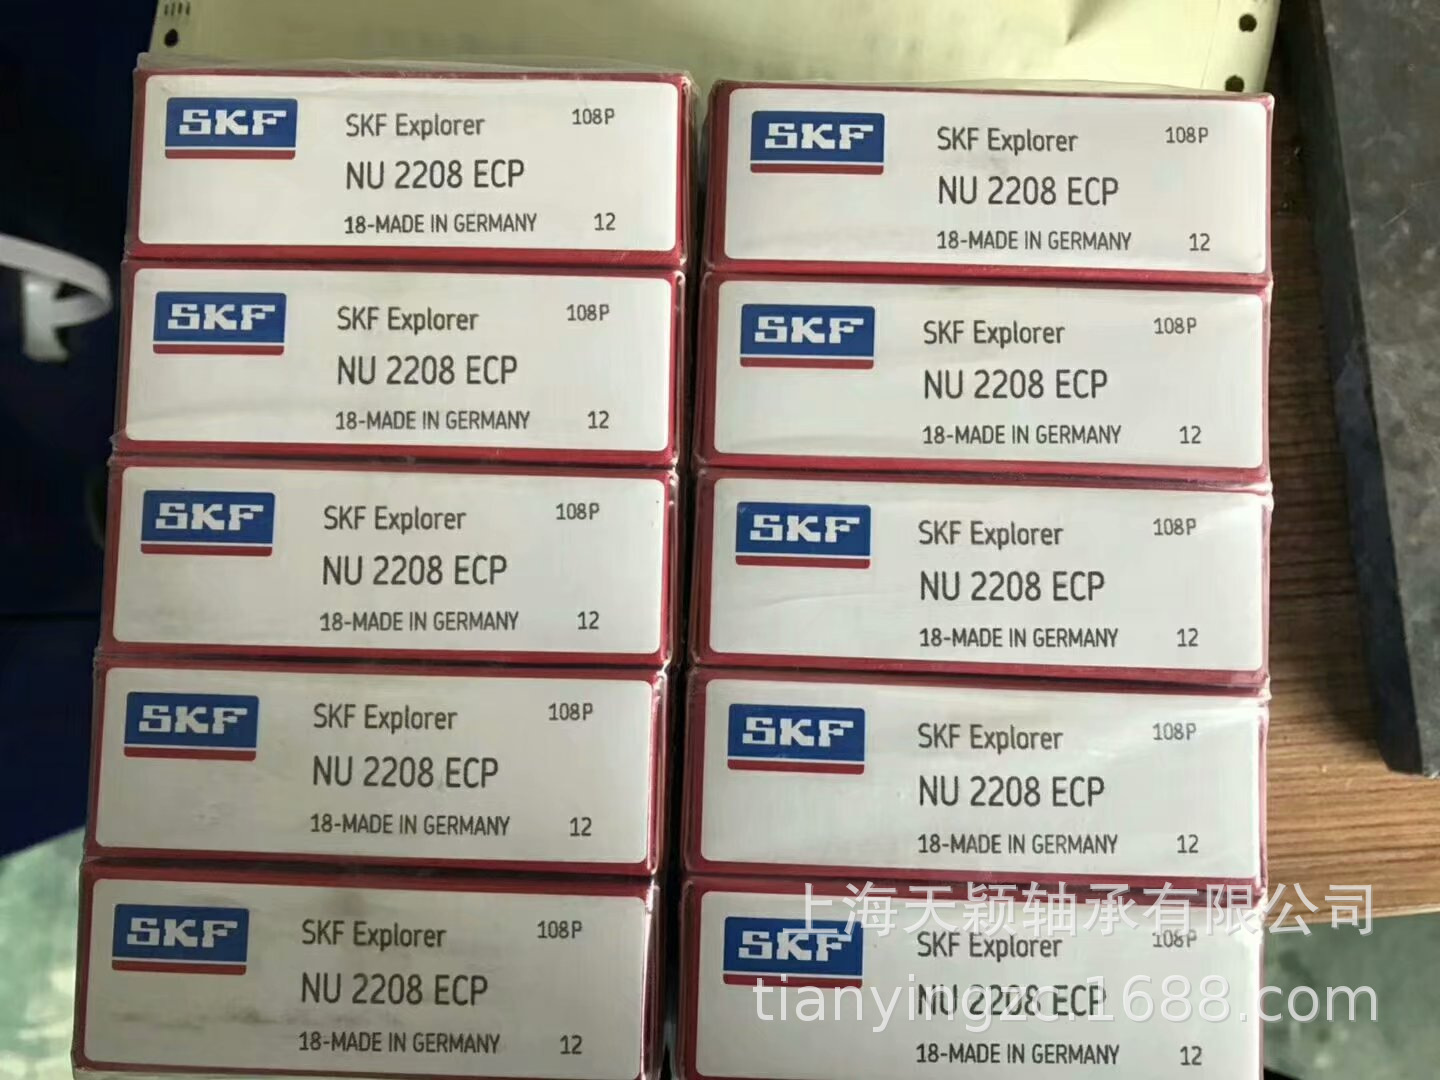 SKF
SKF Explorer
108P
NU 2208 ECP
18-MADE IN GERMANY
12
SKF
SKF Explorer
108P
NU 2208 ECP
18-MADE IN GERMANY
12
SKF
SKF Explorer
108P
NU 2208 ECP
18-MADE IN GERMANY
12
SKF
SKF Explorer
108P
NU 2208 ECP
18-MADE IN GERMANY
12
SKF
SKF Explorer
108P
NU 2208 ECP
18-MADE IN GERMANY
12
SKF
SKF Explorer
108P
NU 2208 ECP
18-MADE IN GERMANY
12
SKF
SKF Explorer
108P
NU 2208 ECP
18-MADE IN GERMANY
12
SKF
SKF Explorer
108P
NU 2208 ECP
18-MADE IN GERMANY
12
SKF
SKF Explorer
108P
NU 2208 ECP
18-MADE IN GERMANY
12
SKF
SKF Explorer
108P
NU 2208 ECP
18-MADE IN GERMANY
12
上海天颖轴承有限公司
tianyingzc.1688.com